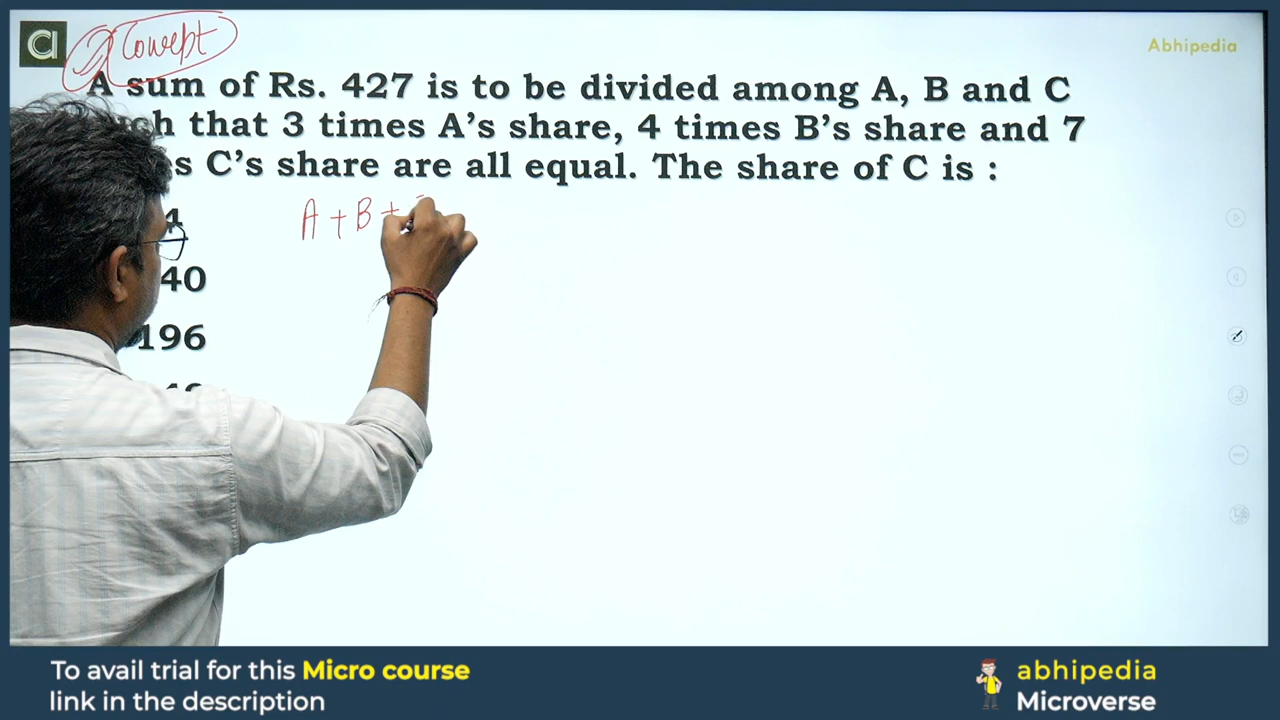 Concept
Abhipedia
A sum of Rs. 427 is to be divided among A, B and C
that 3 times A's share, 4 times B's share and 7
C's share are all equal. The share of C is :
A + B +
40
196
To avail trial for this Micro course
link in the description
abhipedia
Microverse